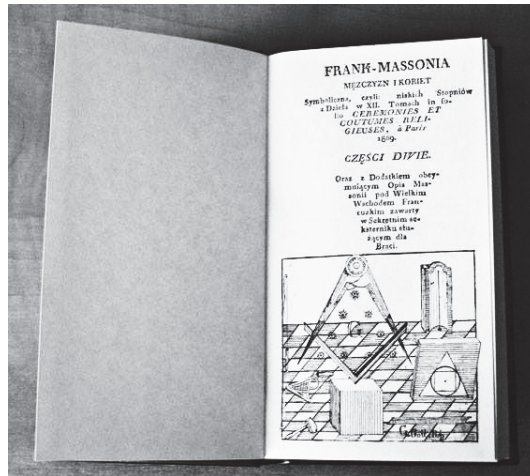 FRANK-MASSONIA
MĘZCZYZN I KOBIET
Symboliczna, czyli niskich Stopniów
z Dzieła w XII. Tomach in fo-
lio CEREMONIES ET
COUTUMES RELI-
GIEUSES, à Paris
1809.
CZĘŚCI DWIE.
Oraz z Dodatkiem obey-
muiącym Opis Mas-
sonii pod Wielkim
Wschodem Fran-
cuzkim zawarty
w Sekretnim se-
ksterniku słu-
żącym dla
Braci.
G